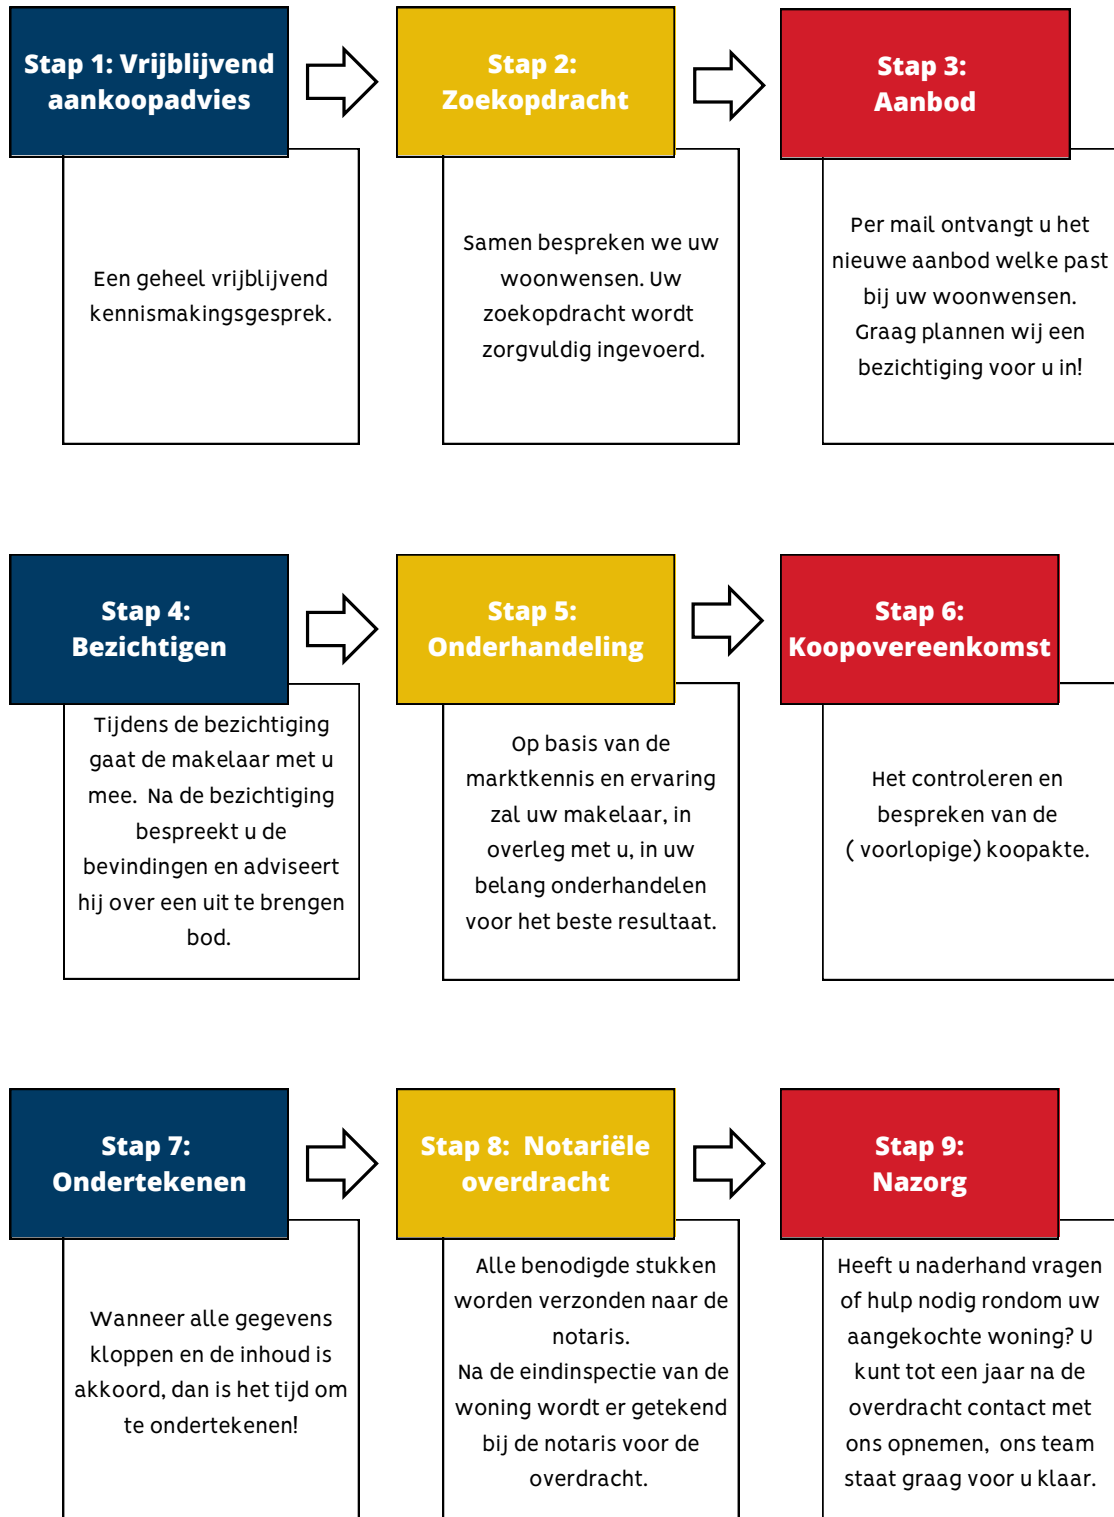 Stap 1: Vrijblijvend
aankoopadvies
Een geheel vrijblijvend
kennismakingsgesprek.
Stap 2:
Zoekopdracht
Samen bespreken we uw
woonwensen. Uw
zoekopdracht wordt
zorgvuldig ingevoerd.
Stap 3:
Aanbod
Per mail ontvangt u het
nieuwe aanbod welke past
bij uw woonwensen.
Graag plannen wij een
bezichtiging voor u in!
Stap 4:
Bezichtigen
Tijdens de bezichtiging
gaat de makelaar met u
mee. Na de bezichtiging
bespreekt u de
bevindingen en adviseert
hij over een uit te brengen
bod.
Stap 5:
Onderhandeling
Op basis van de
marktkennis en ervaring
zal uw makelaar, in
overleg met u, in uw
belang onderhandelen
voor het beste resultaat.
Stap 6:
Koopovereenkomst
Het controleren en
bespreken van de
( voorlopige) koopakte.
Stap 7:
Ondertekenen
Wanneer alle gegevens
kloppen en de inhoud is
akkoord, dan is het tijd om
te ondertekenen!
Stap 8: Notariële
overdracht
Alle benodigde stukken
worden verzonden naar de
notaris.
Na de eindinspectie van de
woning wordt er getekend
bij de notaris voor de
overdracht.
Stap 9:
Nazorg
Heeft u naderhand vragen
of hulp nodig rondom uw
aangekochte woning? U
kunt tot een jaar na de
overdracht contact met
ons opnemen, ons team
staat graag voor u klaar.